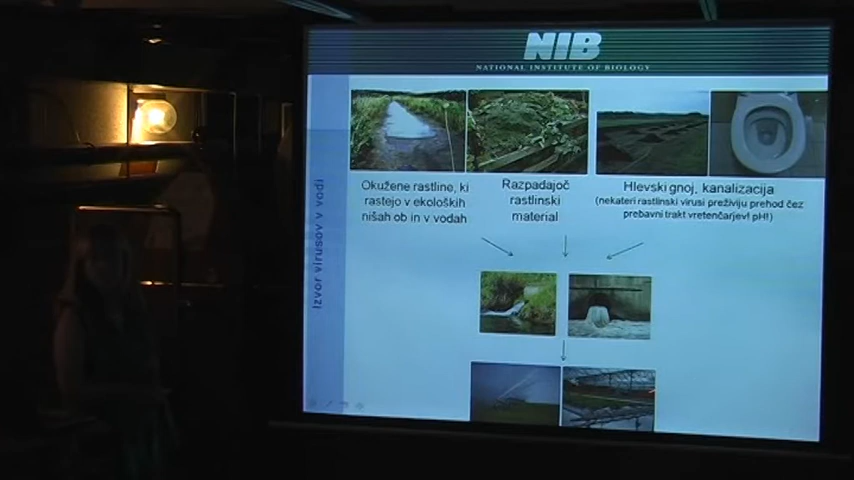 NIB
NATIONAL INSTITUTE OF BIOLOGY
Izvor virusov v vodi
Okužene rastline, ki
rastejo v ekoloških
nišah ob in v vodah
Razpadajoč
rastlinski
material
Hlevski gnoj, kanalizacija
(nekateri rastlinski virusi preživijo prehod čez
prebavni trakt vretenčarjev! pH!)